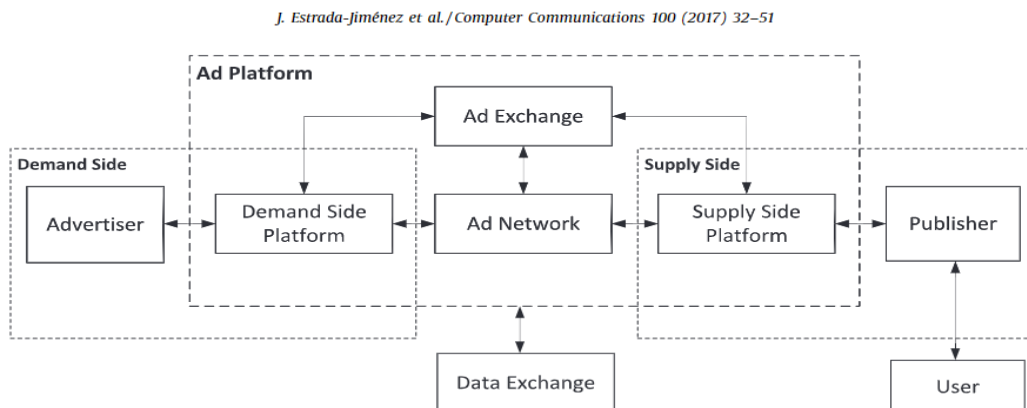 J. Estrada-Jiménez et al. / Computer Communications 100 (2017) 32–51
Ad Platform
Ad Exchange
Demand Side
Supply Side
Advertiser
Demand Side
Platform
Ad Network
Supply Side
Platform
Publisher
Data Exchange
User